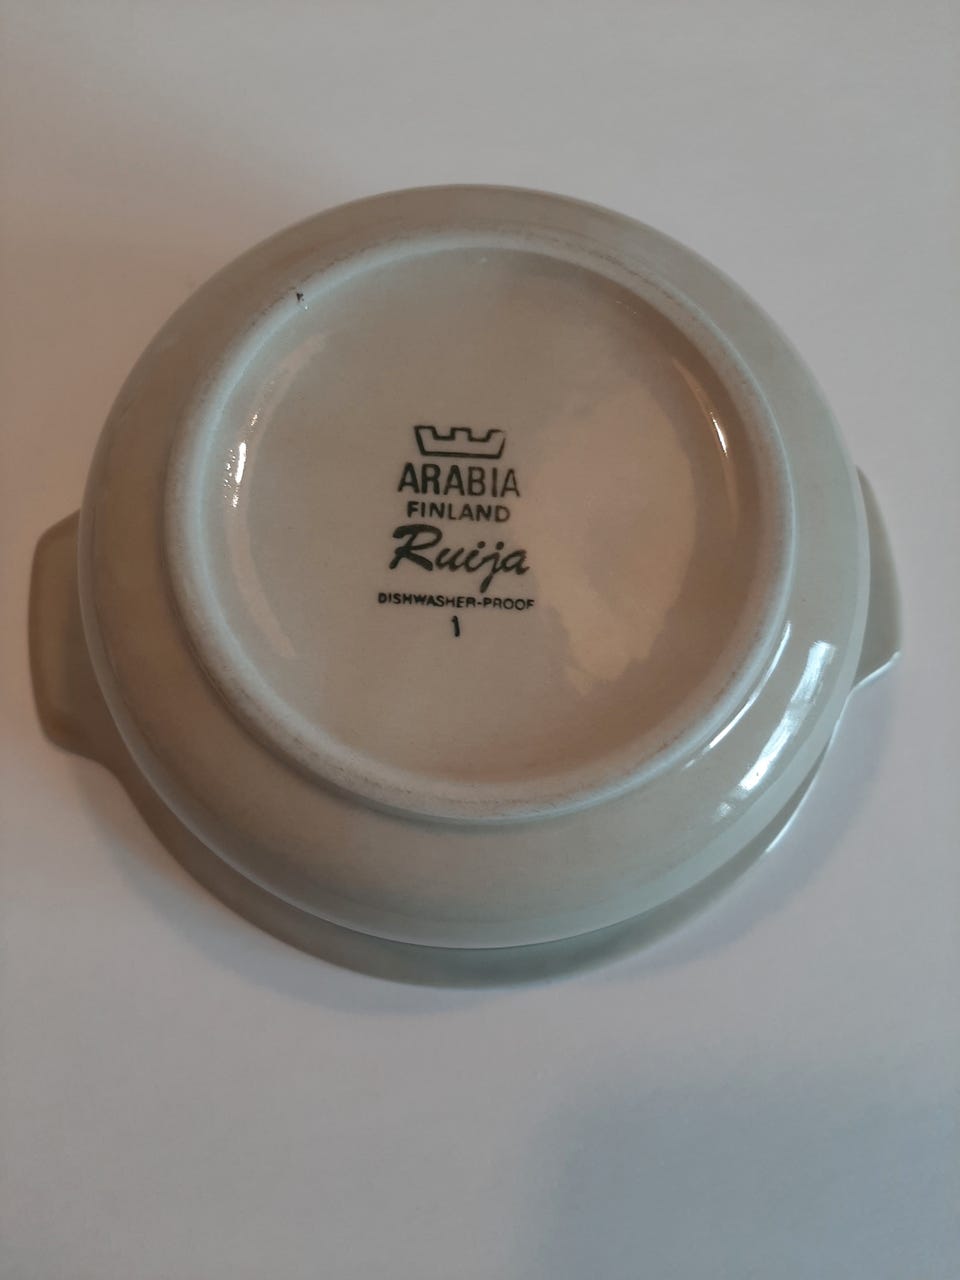 ARABIA
FINLAND
Ruija
DISHWASHER-PROOF
1